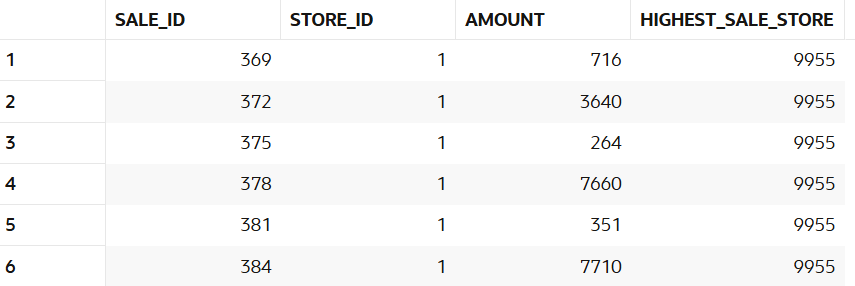 SALE_ID STORE_ID AMOUNT HIGHEST_SALE_STORE
1 369 1 716 9955
2 372 1 3640 9955
3 375 1 264 9955
4 378 1 7660 9955
5 381 1 351 9955
6 384 1 7710 9955